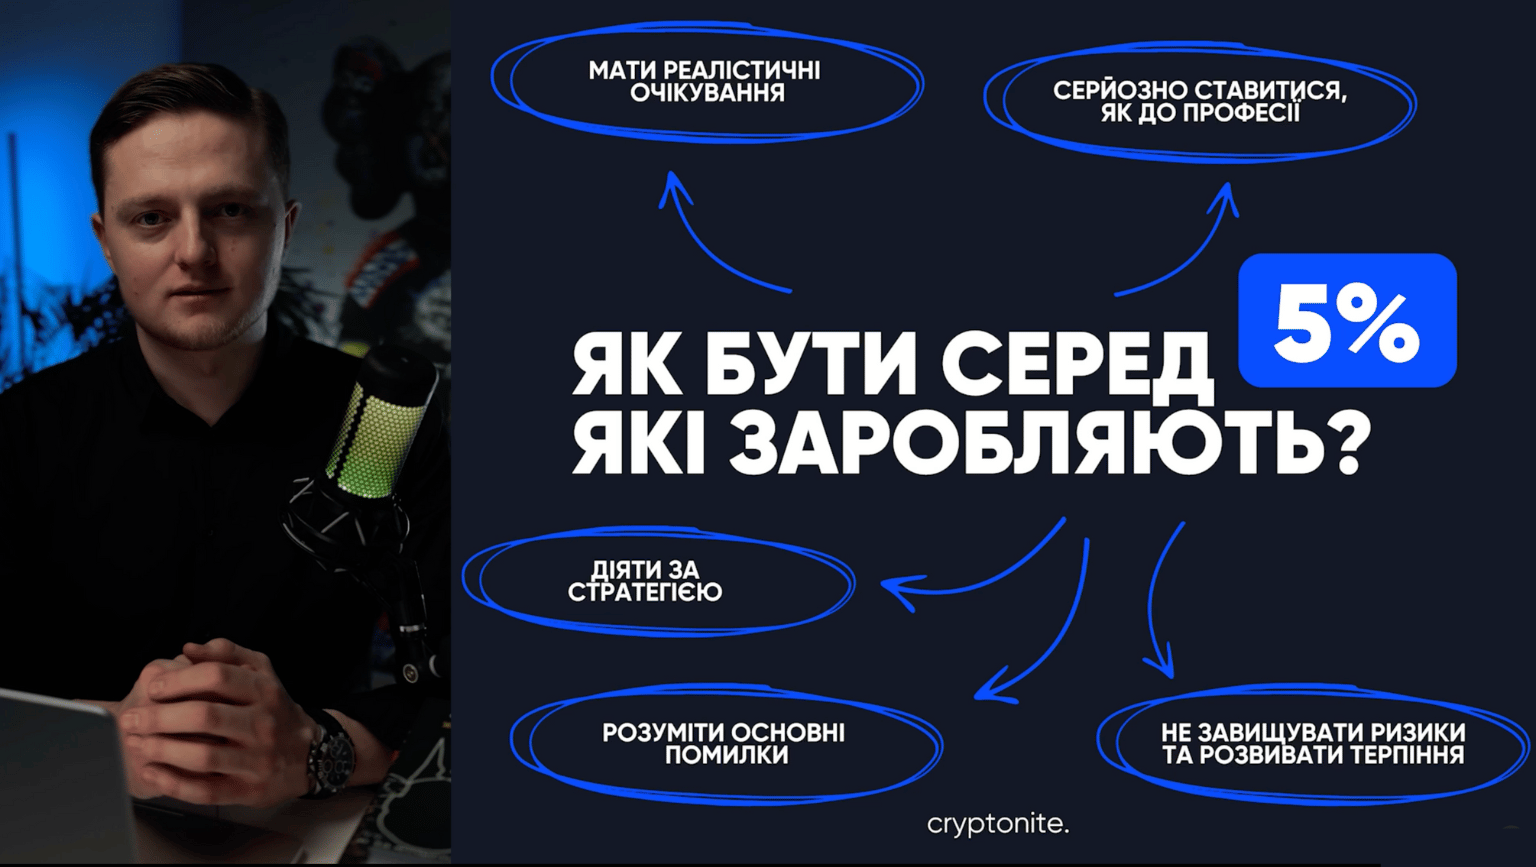 МАТИ РЕАЛІСТИЧНІ
ОЧІКУВАННЯ
СЕРЙОЗНО СТАВИТИСЯ,
ЯК ДО ПРОФЕСІЇ
5%
ЯК БУТИ СЕРЕД
ЯКІ ЗАРОБЛЯЮТЬ?
ДІЯТИ ЗА
СТРАТЕГІЄЮ
РОЗУМІТИ ОСНОВНІ
ПОМИЛКИ
НЕ ЗАВИЩУВАТИ РИЗИКИ
ТА РОЗВИВАТИ ТЕРПІННЯ
cryptonite.